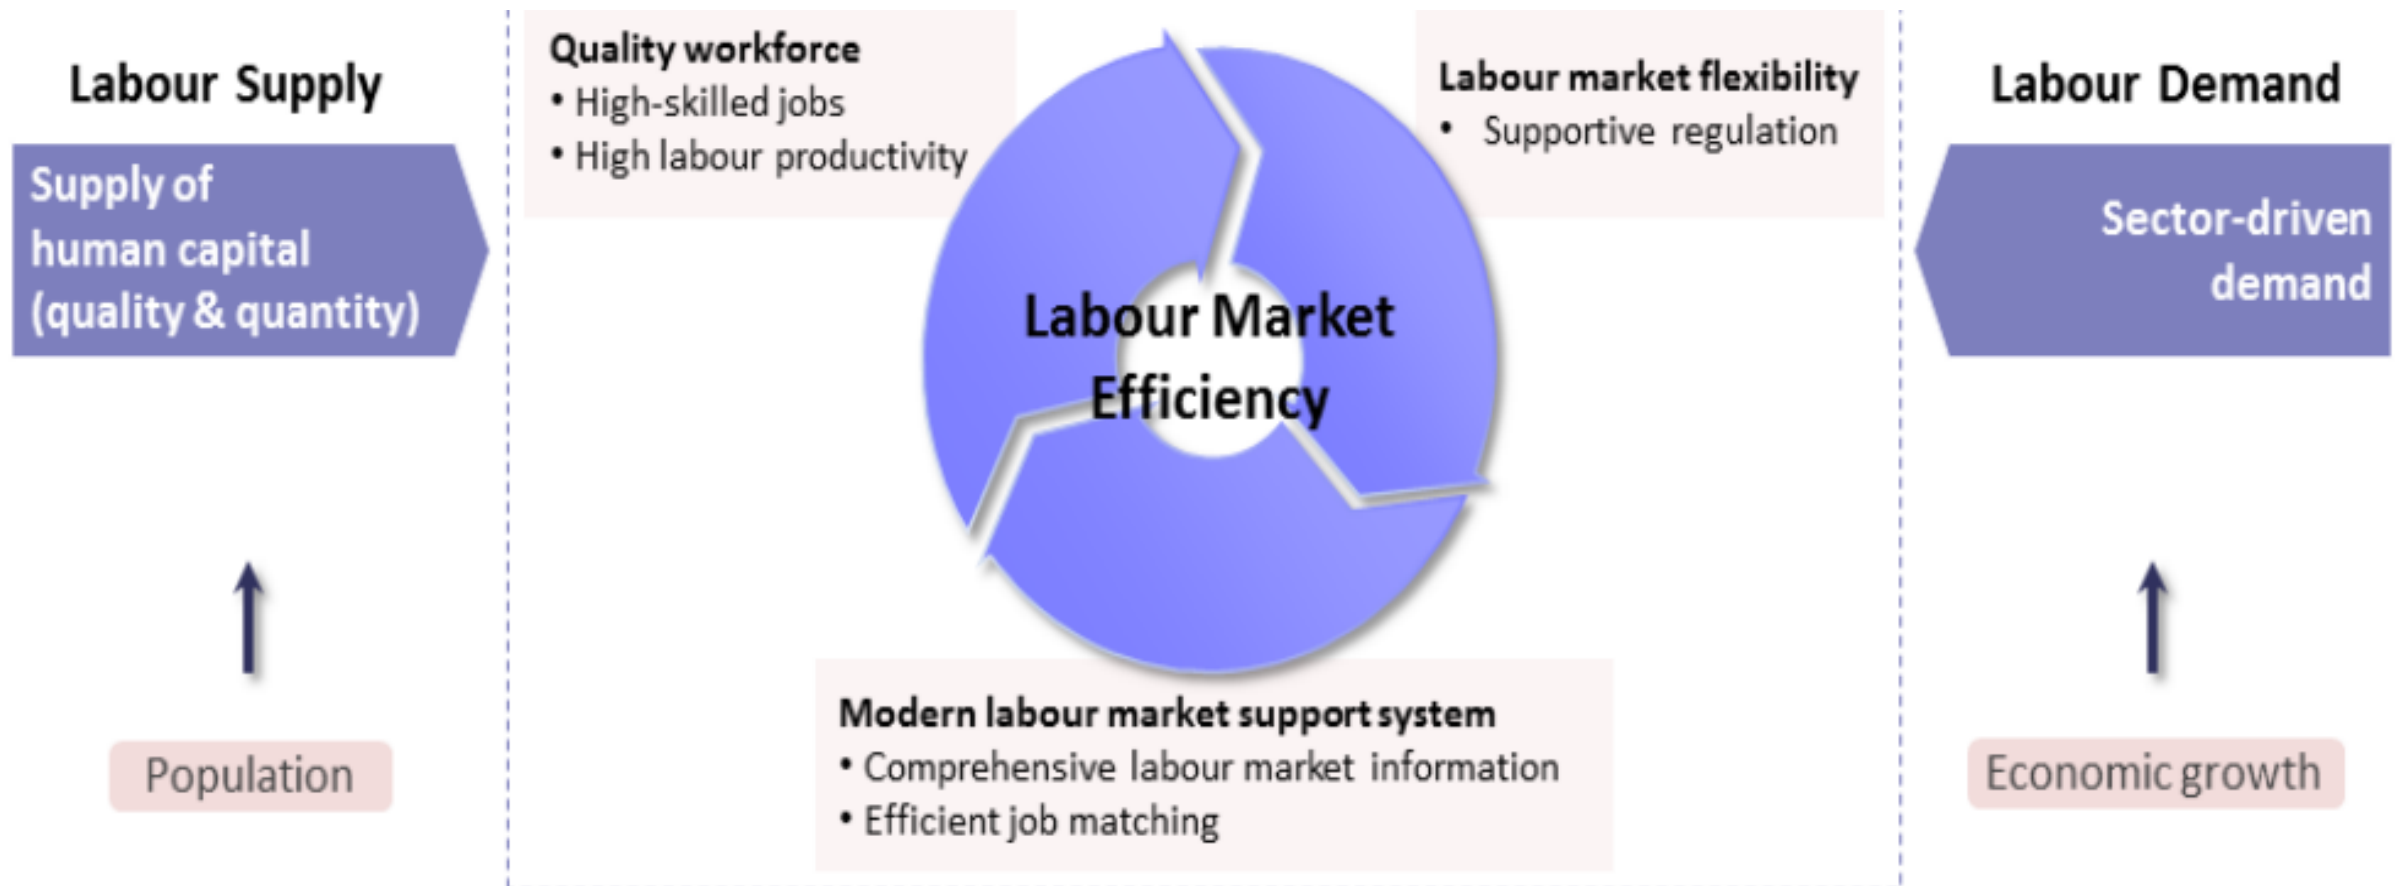 Labour Supply
Supply of
human capital
(quality & quantity)
Population
Quality workforce
• High-skilled jobs
• High labour productivity
Labour Market
Efficiency
Labour market flexibility
• Supportive regulation
Modern labour market support system
• Comprehensive labour market information
• Efficient job matching
Labour Demand
Sector-driven
demand
Economic growth